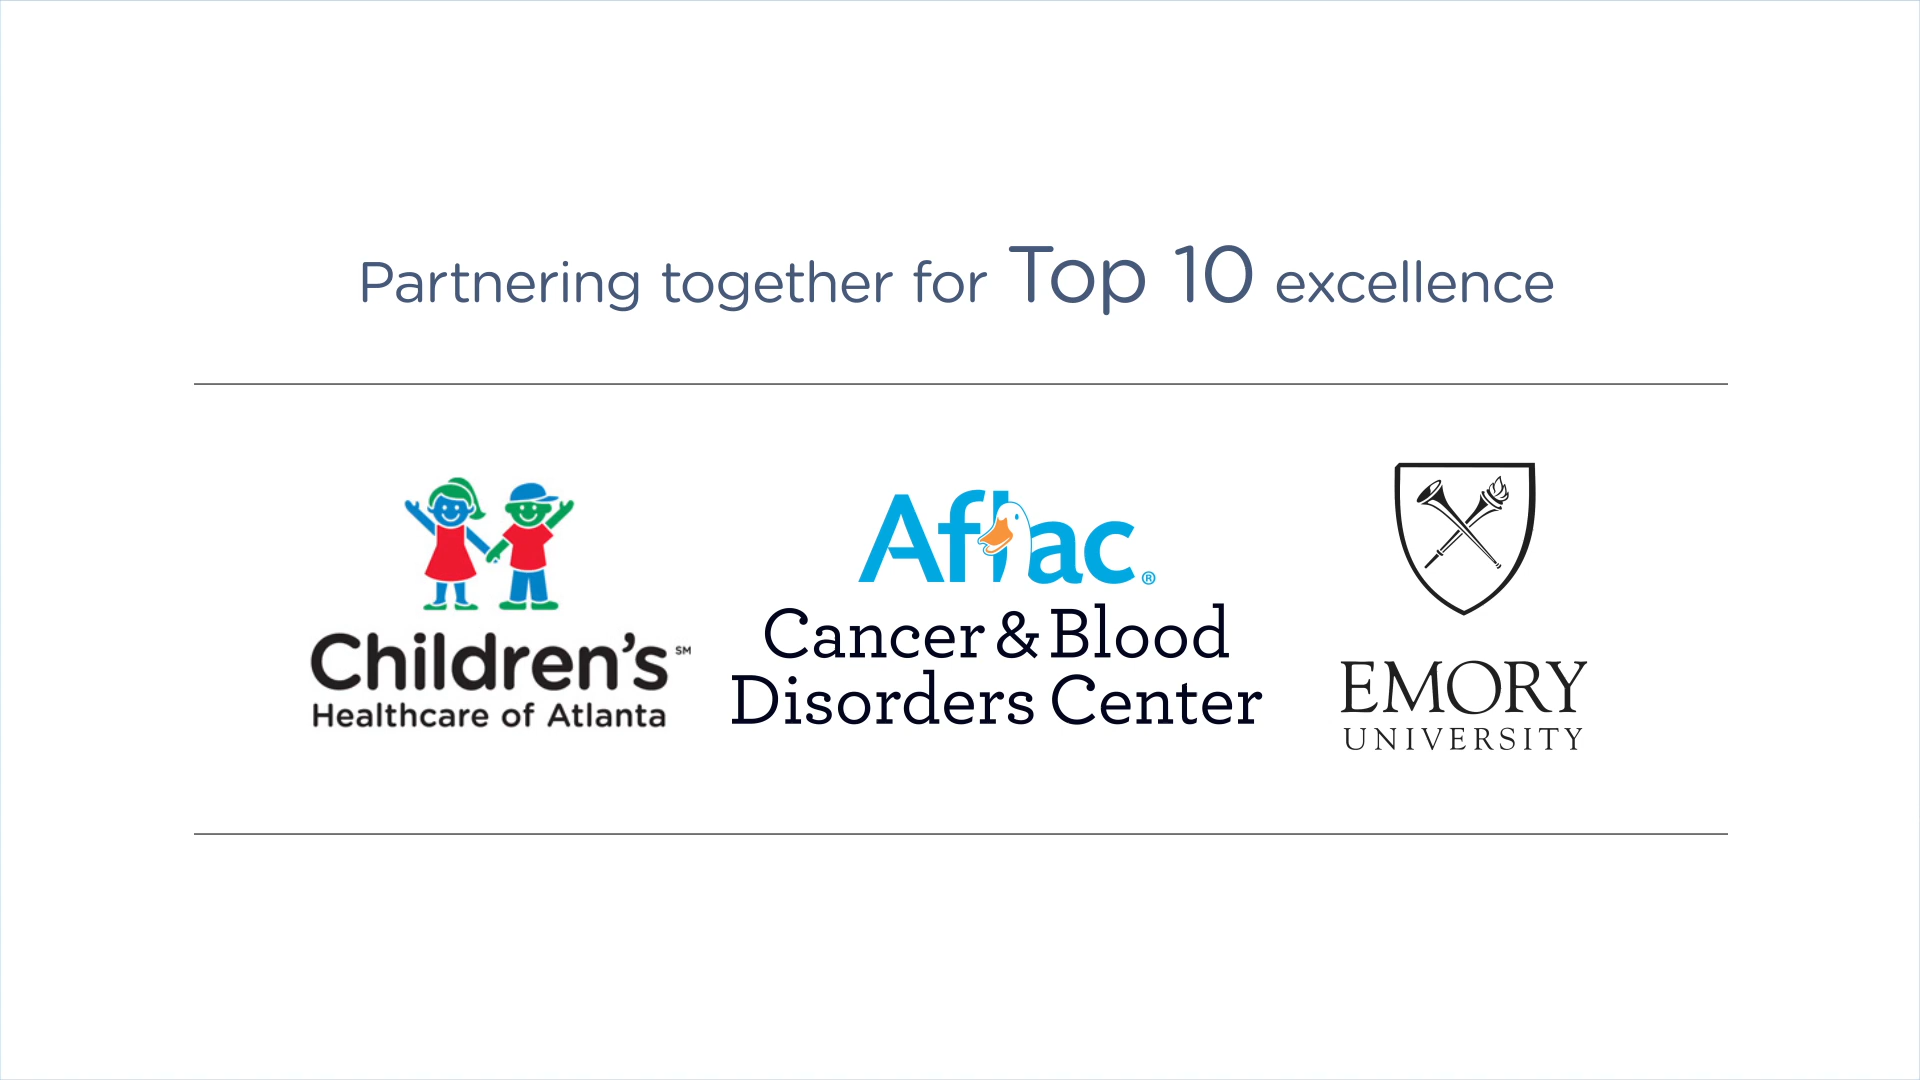 Partnering together for Top 10 excellence
Children's℠
Healthcare of Atlanta
Aflac®
Cancer & Blood
Disorders Center
EMORY
UNIVERSITY